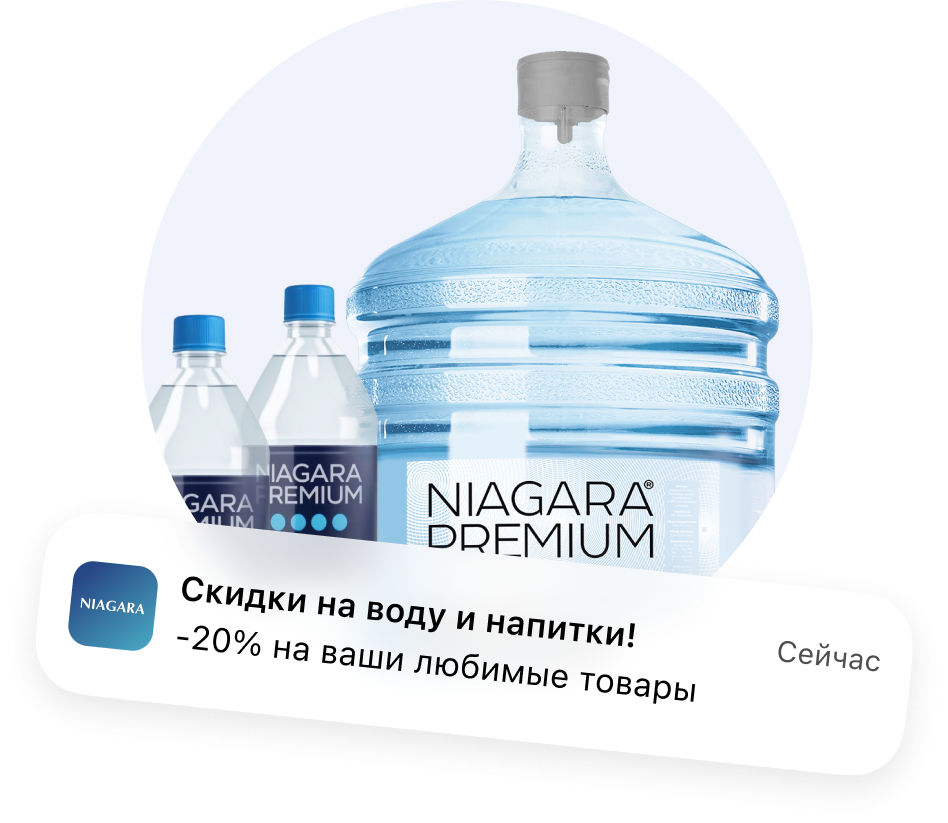 NIAGARA®
PREMIUM
NIAGARA
PREMIUM
NIAGARA
Скидки на воду и напитки!
-20% на ваши любимые товары
Сейчас